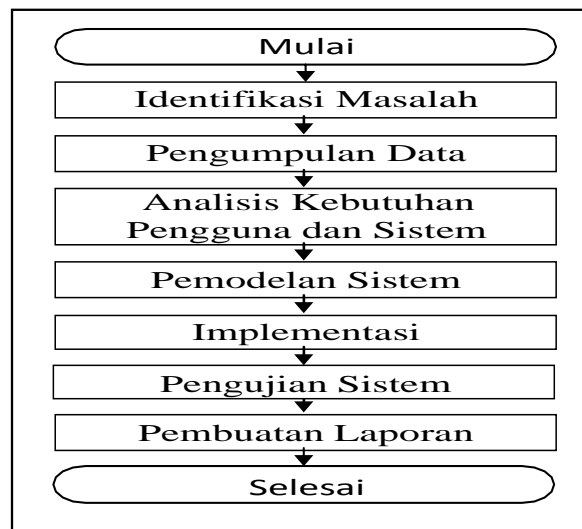 Mulai
Identifikasi Masalah
Pengumpulan Data
Analisis Kebutuhan
Pengguna dan Sistem
Pemodelan Sistem
Implementasi
Pengujian Sistem
Pembuatan Laporan
Selesai